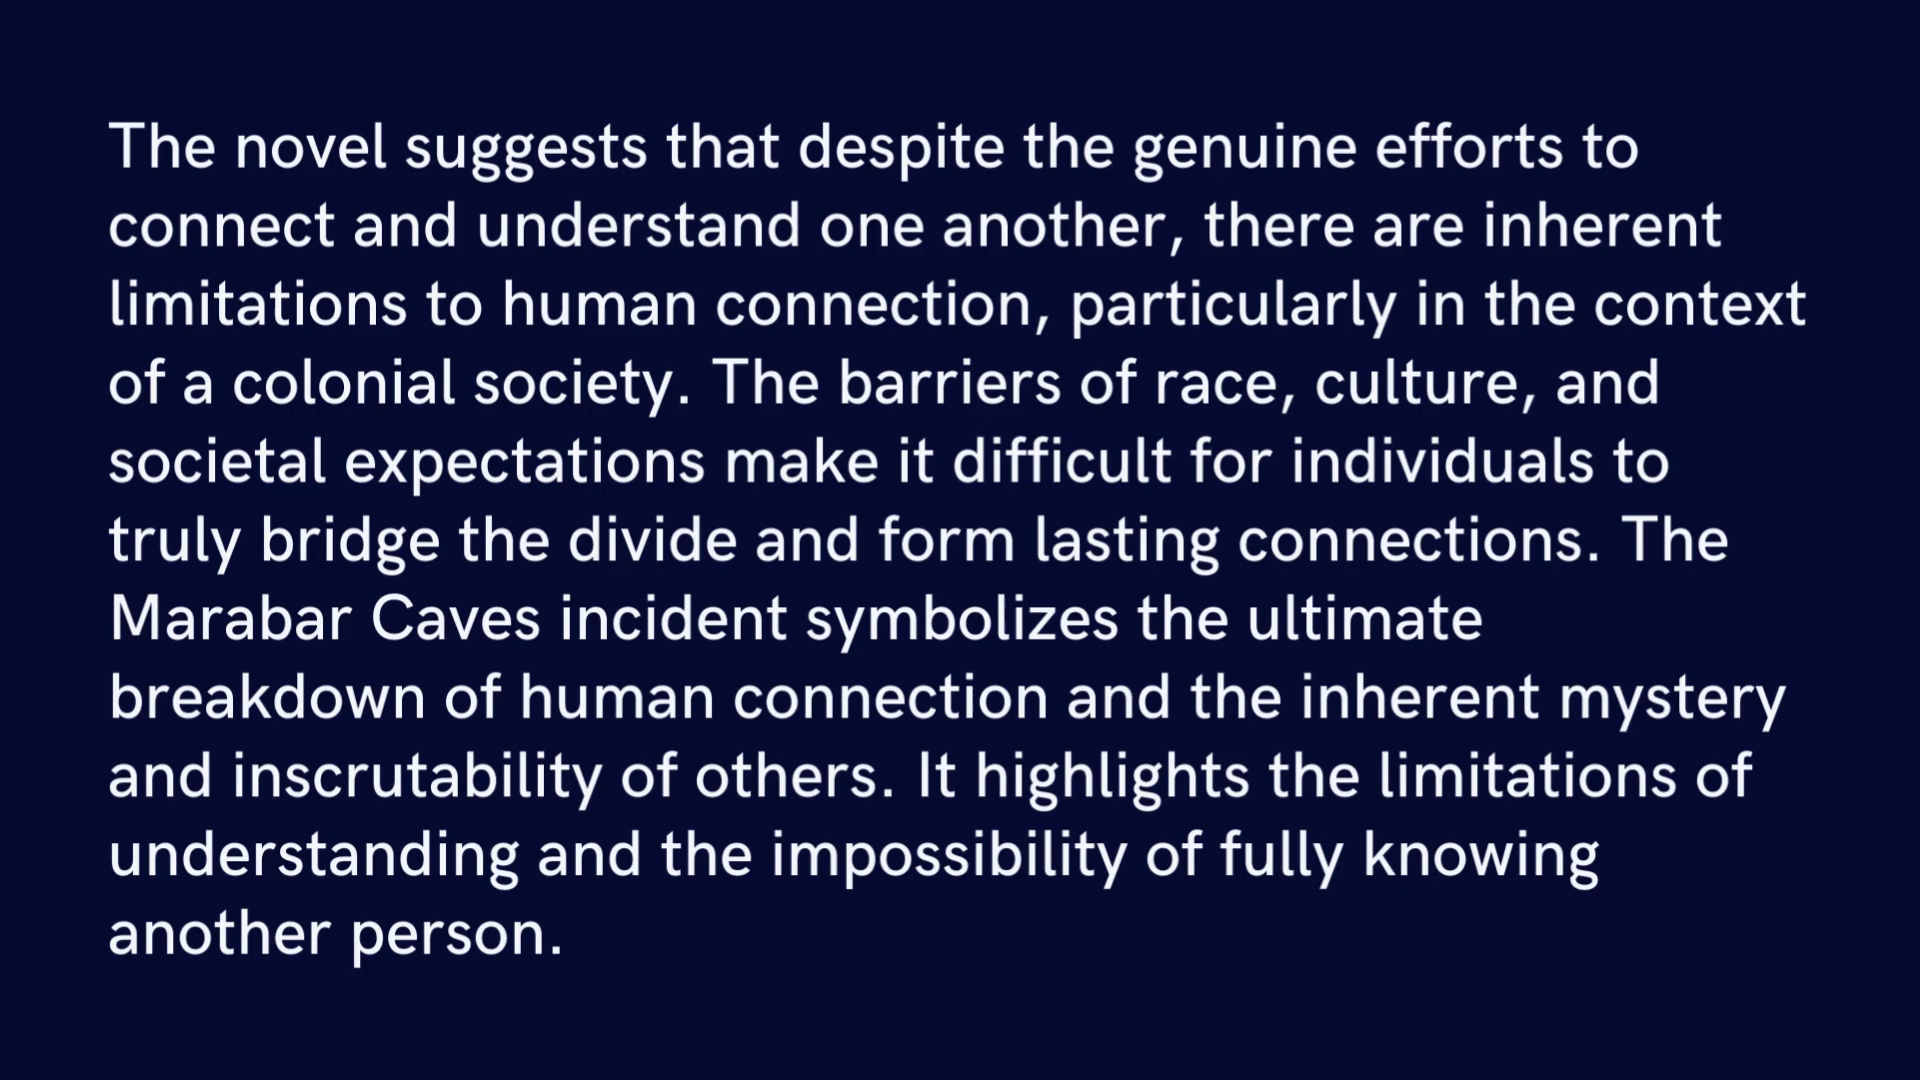 The novel suggests that despite the genuine efforts to
connect and understand one another, there are inherent
limitations to human connection, particularly in the context
of a colonial society. The barriers of race, culture, and
societal expectations make it difficult for individuals to
truly bridge the divide and form lasting connections. The
Marabar Caves incident symbolizes the ultimate
breakdown of human connection and the inherent mystery
and inscrutability of others. It highlights the limitations of
understanding and the impossibility of fully knowing
another person.